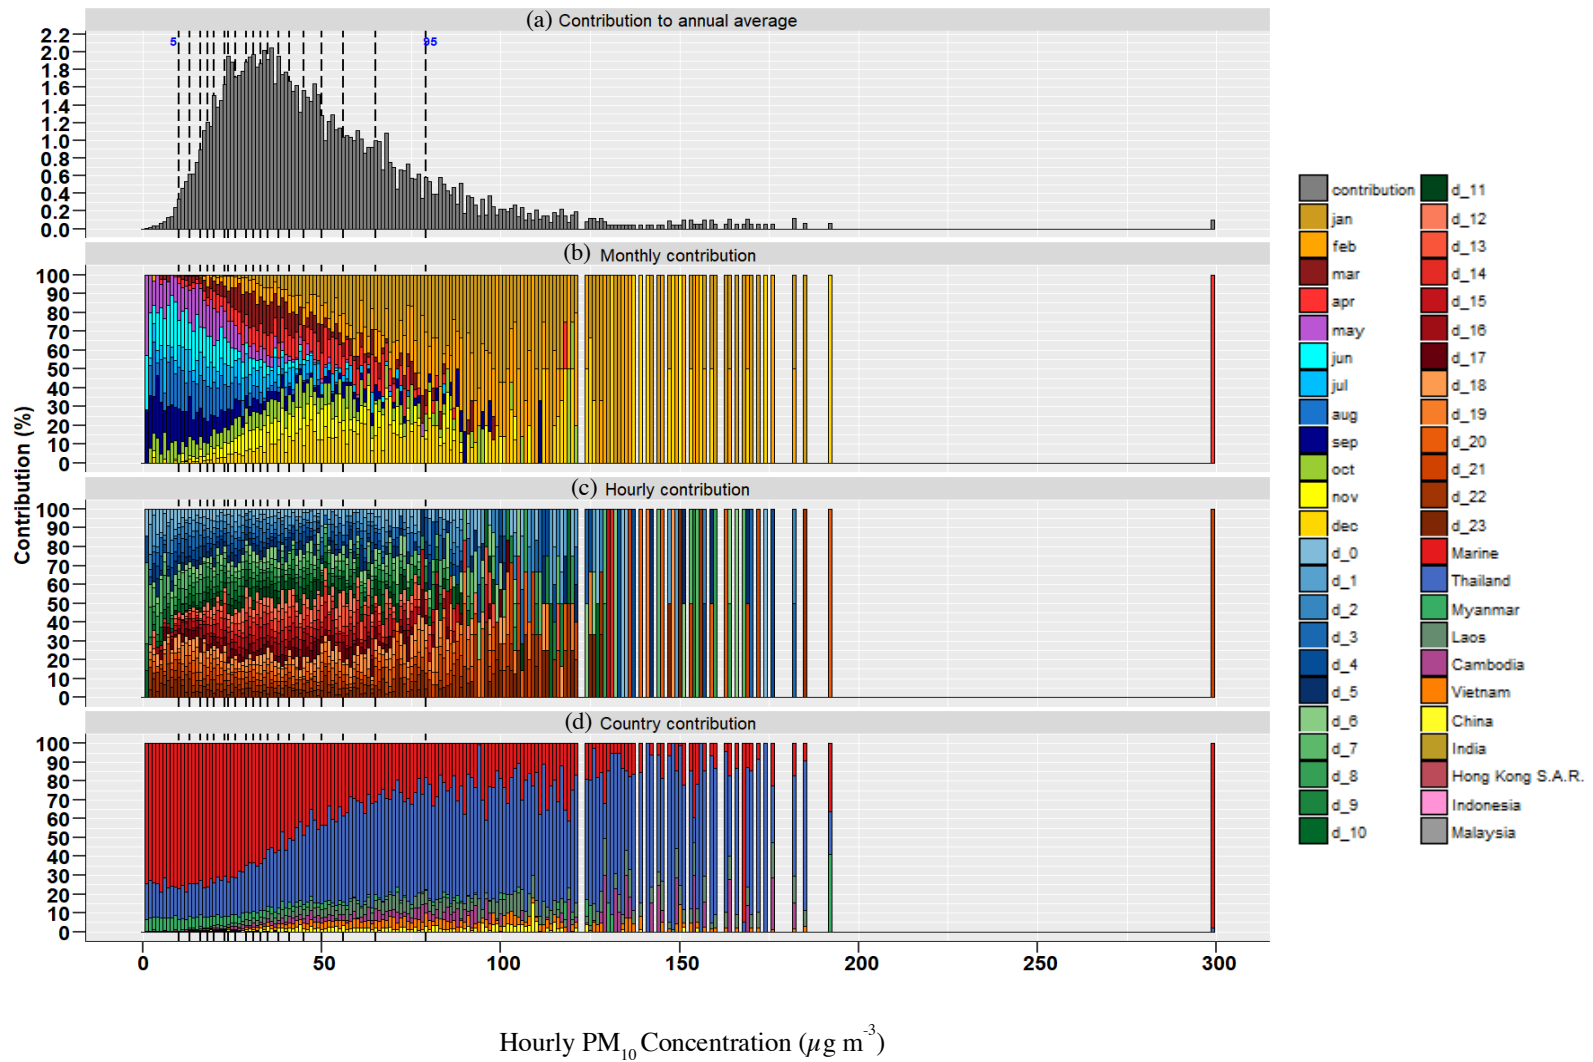 (a) Contribution to annual average
5
95
2.2
2.0
1.8
1.6
1.4
1.2
1.0
0.8
0.6
0.4
0.2
0.0
(b) Monthly contribution
100
90
80
70
60
50
40
30
20
10
0
(c) Hourly contribution
100
90
80
70
60
50
40
30
20
10
0
(d) Country contribution
100
90
80
70
60
50
40
30
20
10
0
Contribution (%)
0 50 100 150 200 250 300
Hourly PM10 Concentration (µg m-3)
contribution
jan
feb
mar
apr
may
jun
jul
aug
sep
oct
nov
dec
d_0
d_1
d_2
d_3
d_4
d_5
d_6
d_7
d_8
d_9
d_10
d_11
d_12
d_13
d_14
d_15
d_16
d_17
d_18
d_19
d_20
d_21
d_22
d_23
Marine
Thailand
Myanmar
Laos
Cambodia
Vietnam
China
India
Hong Kong S.A.R.
Indonesia
Malaysia